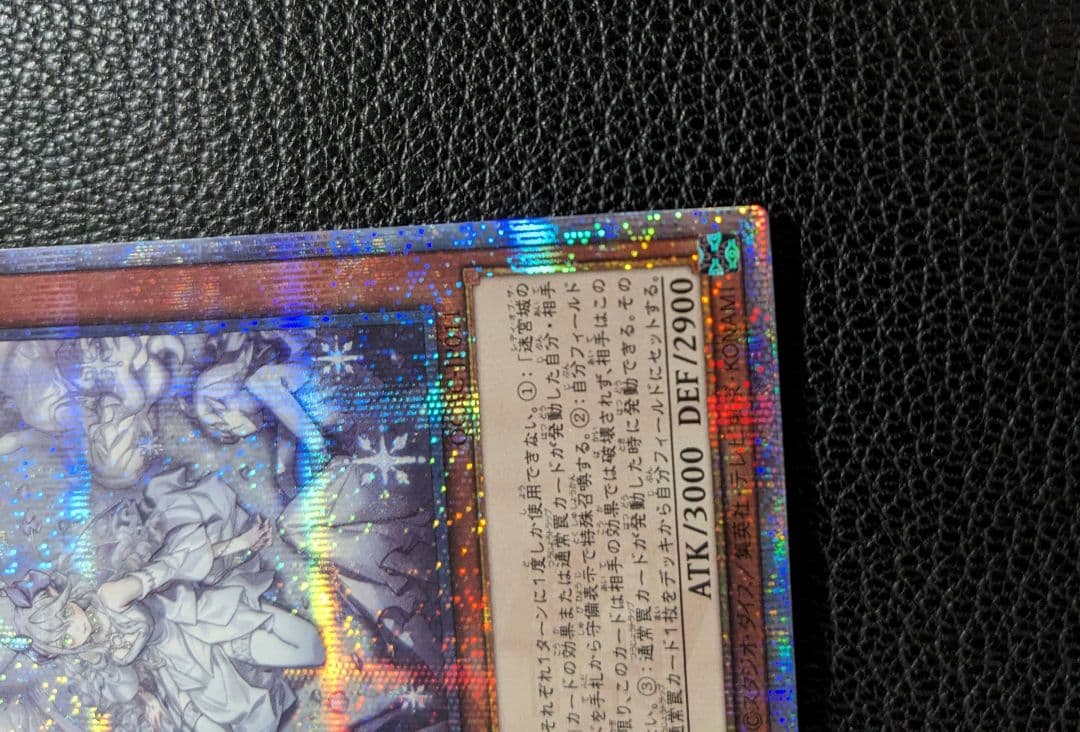 それぞれ1ターンに1度しか使用できない。①：「迷宮城の
カードの効果または通常罠カードが発動した自分・相手
を手札から守備表示で特殊召喚する。②：自分フィールド
限り、このカードは相手の効果では破壊されず、相手はこの
い。③：通常罠カードが発動した時に発動できる。その
通常罠カード1枚をデッキから自分フィールドにセットする。
ATK/3000 DEF/2900
©スタジオ・ダイス／集英社・テレビ東京・KONAMI